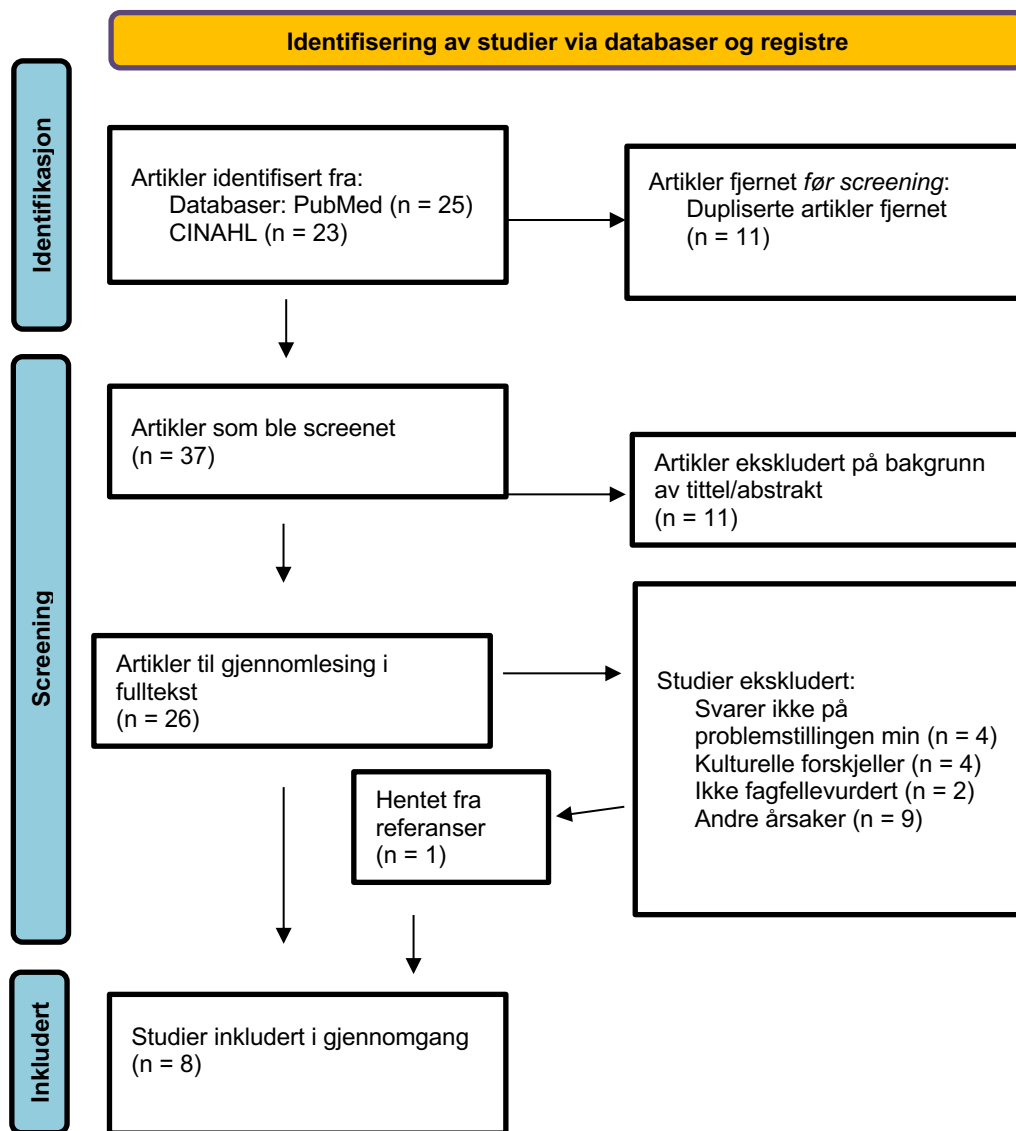 Identifisering av studier via databaser og registre
Identifikasjon
Artikler identifisert fra:
Databaser: PubMed (n = 25)
CINAHL (n = 23)
Artikler fjernet før screening:
Dupliserte artikler fjernet
(n = 11)
Screening
Artikler som ble screenet
(n = 37)
Artikler ekskludert på bakgrunn
av tittel/abstrakt
(n = 11)
Artikler til gjennomlesing i
fulltekst
(n = 26)
Studier ekskludert:
Svarer ikke på
problemstillingen min (n = 4)
Kulturelle forskjeller (n = 4)
Ikke fagfellevurdert (n = 2)
Andre årsaker (n = 9)
Hentet fra
referanser
(n = 1)
Inkludert
Studier inkludert i gjennomgang
(n = 8)